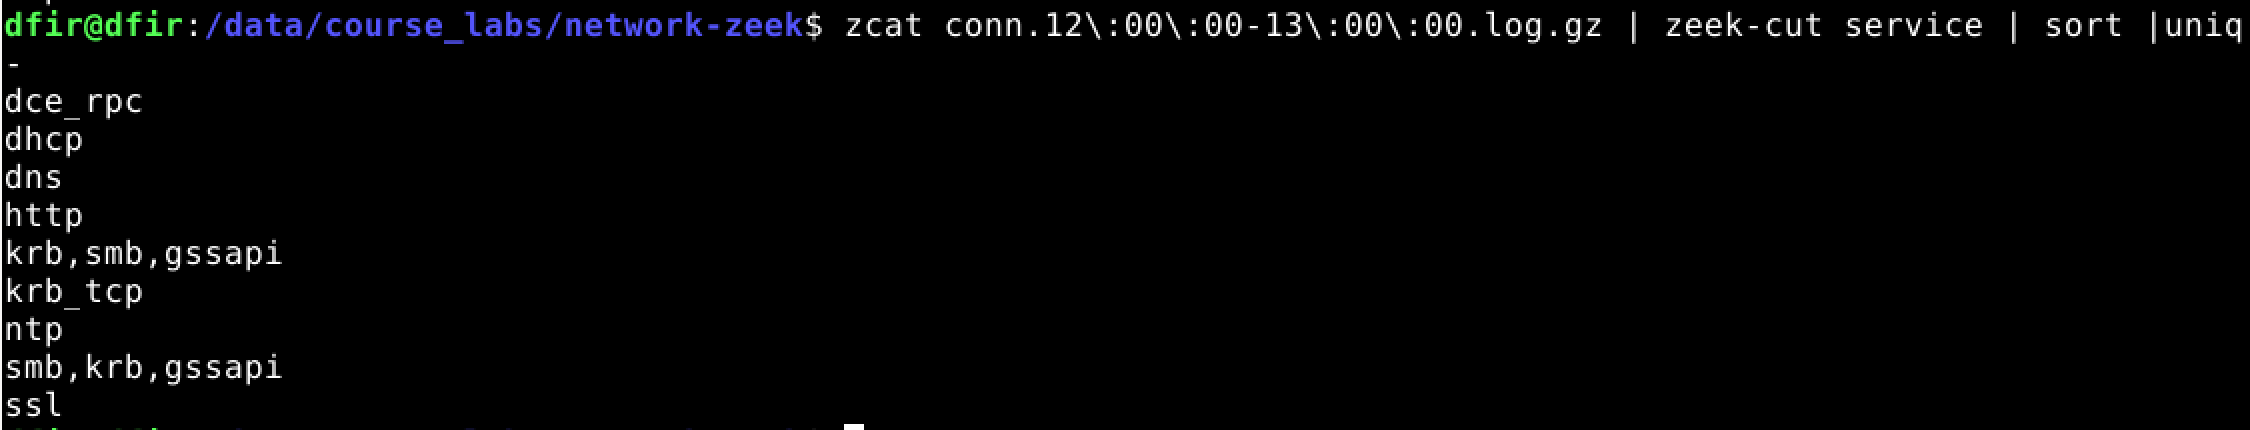 dfir@dfir:/data/course_labs/network-zeek$ zcat conn.12\:00\:00-13\:00\:00.log.gz | zeek-cut service | sort |uniq
-
dce_rpc
dhcp
dns
http
krb,smb,gssapi
krb_tcp
ntp
smb,krb,gssapi
ssl